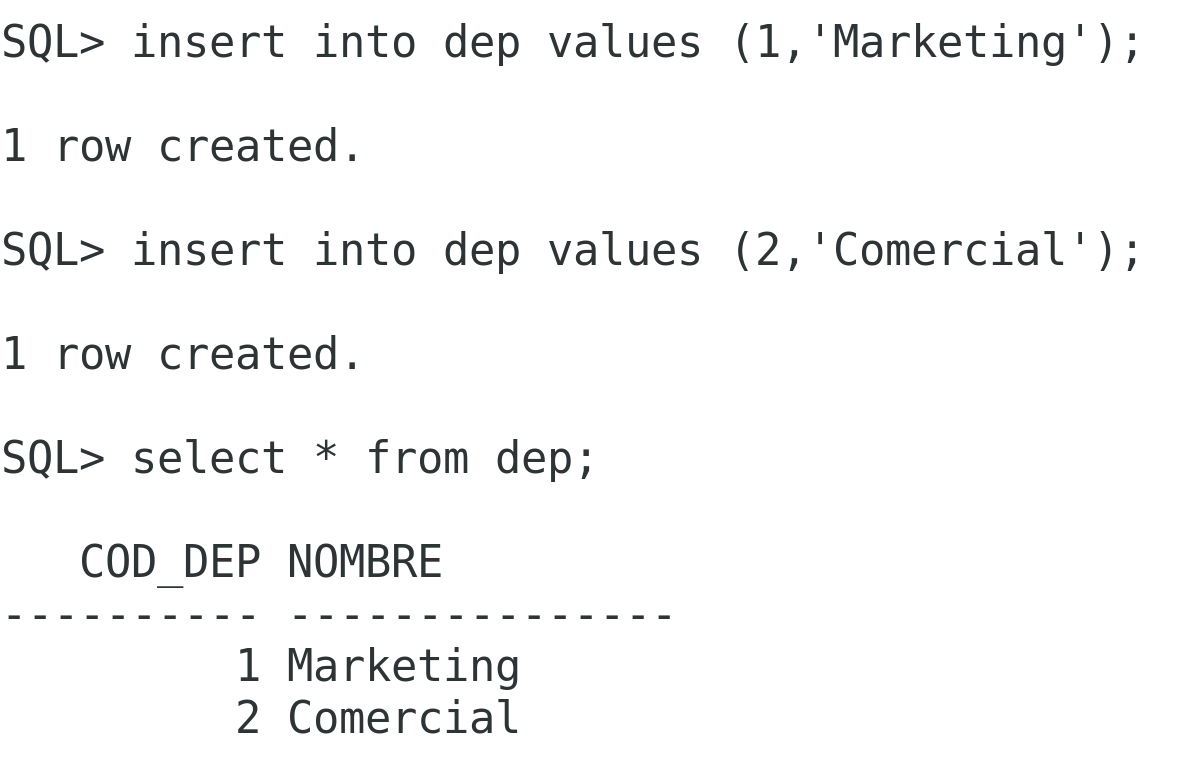 SQL> insert into dep values (1,'Marketing');
1 row created.
SQL> insert into dep values (2,'Comercial');
1 row created.
SQL> select * from dep;
   COD_DEP NOMBRE
---------- ---------------
         1 Marketing
         2 Comercial